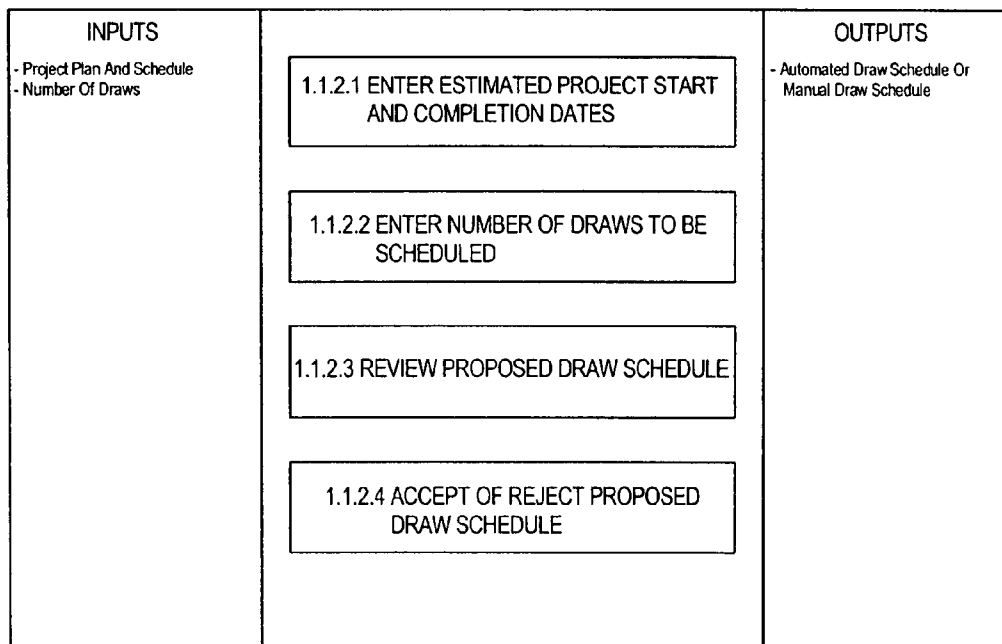 INPUTS
- Project Plan And Schedule
- Number Of Draws
1.1.2.1 ENTER ESTIMATED PROJECT START
AND COMPLETION DATES
1.1.2.2 ENTER NUMBER OF DRAWS TO BE
SCHEDULED
1.1.2.3 REVIEW PROPOSED DRAW SCHEDULE
1.1.2.4 ACCEPT OF REJECT PROPOSED
DRAW SCHEDULE
OUTPUTS
- Automated Draw Schedule Or
Manual Draw Schedule